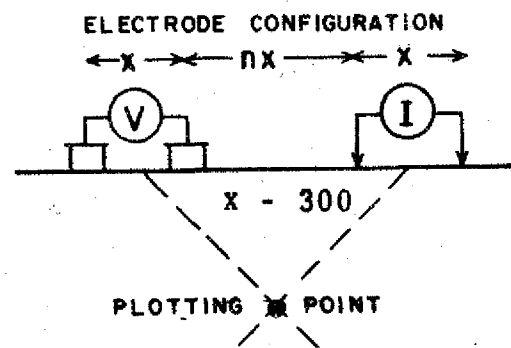 ELECTRODE CONFIGURATION
x nx x
V I
x - 300
PLOTTING POINT